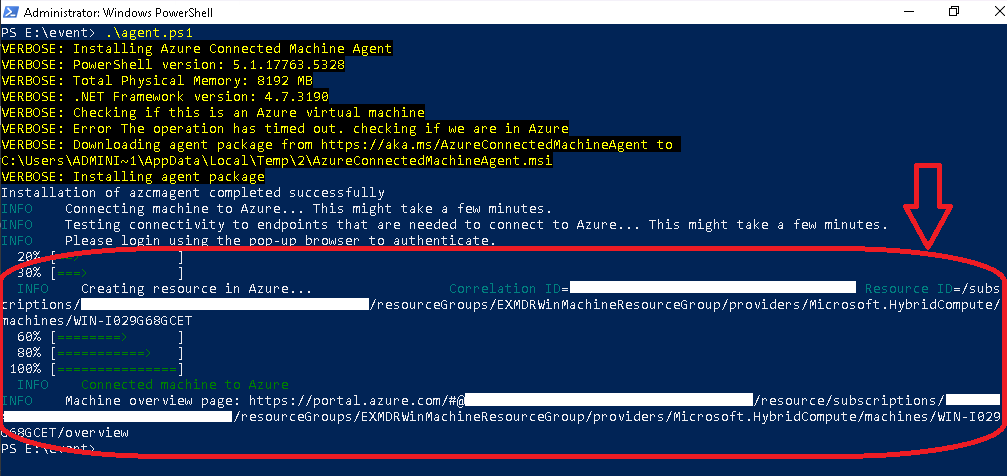 Administrator: Windows PowerShell
PS E:\event> .\agent.ps1
VERBOSE: Installing Azure Connected Machine Agent
VERBOSE: PowerShell version: 5.1.17763.5328
VERBOSE: Total Physical Memory: 8192 MB
VERBOSE: .NET Framework version: 4.7.3190
VERBOSE: Checking if this is an Azure virtual machine
VERBOSE: Error The operation has timed out. checking if we are in Azure
VERBOSE: Downloading agent package from https://aka.ms/AzureConnectedMachineAgent to
C:\Users\ADMINI~1\AppData\Local\Temp\2\AzureConnectedMachineAgent.msi
VERBOSE: Installing agent package
Installation of azcmagent completed successfully
INFO    Connecting machine to Azure... This might take a few minutes.
INFO    Testing connectivity to endpoints that are needed to connect to Azure... This might take a few minutes.
INFO    Please login using the pop-up browser to authenticate.
20% [==>            ]
30% [===>           ]
INFO    Creating resource in Azure...                 Correlation ID= Resource ID=/subs
criptions/ /resourceGroups/EXMDRWinMachineResourceGroup/providers/Microsoft.HybridCompute/
machines/WIN-I029G68GCET
60% [========>      ]
80% [===========>   ]
100% [===============]
INFO    Connected machine to Azure
INFO    Machine overview page: https://portal.azure.com/#@ /resource/subscriptions/
/resourceGroups/EXMDRWinMachineResourceGroup/providers/Microsoft.HybridCompute/machines/WIN-I029
G68GCET/overview
PS E:\event>